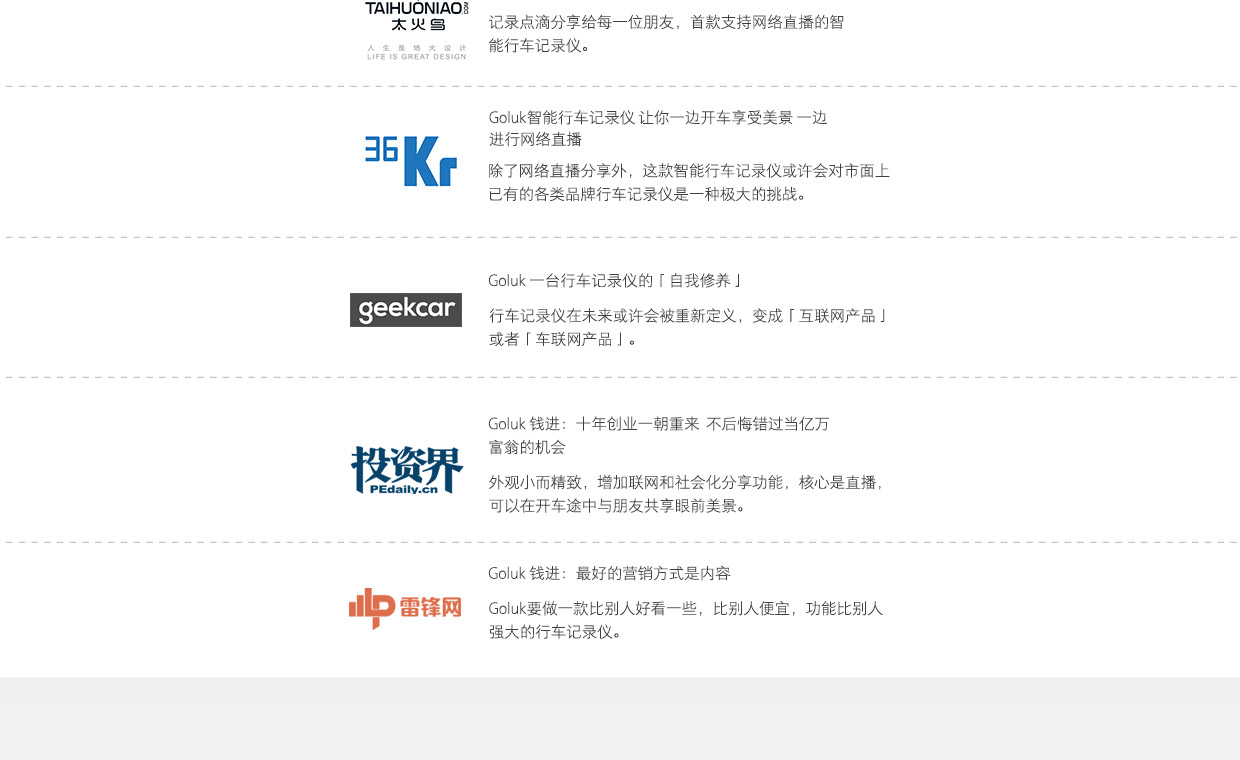 TAIHUONIAO.COM
太火鸟
人生是场大设计
LIFE IS GREAT DESIGN
记录点滴分享给每一位朋友，首款支持网络直播的智
能行车记录仪。
36Kr
Goluk智能行车记录仪 让你一边开车享受美景 一边
进行网络直播
除了网络直播分享外，这款智能行车记录仪或许会对市面上
已有的各类品牌行车记录仪是一种极大的挑战。
geekcar
Goluk 一台行车记录仪的「自我修养」
行车记录仪在未来或许会被重新定义，变成「互联网产品」
或者「车联网产品」。
投资界
PEdaily.cn
Goluk 钱进：十年创业一朝重来 不后悔错过当亿万
富翁的机会
外观小而精致，增加联网和社会化分享功能，核心是直播，
可以在开车途中与朋友共享眼前美景。
雷锋网
Goluk 钱进：最好的营销方式是内容
Goluk要做一款比别人好看一些，比别人便宜，功能比别人
强大的行车记录仪。